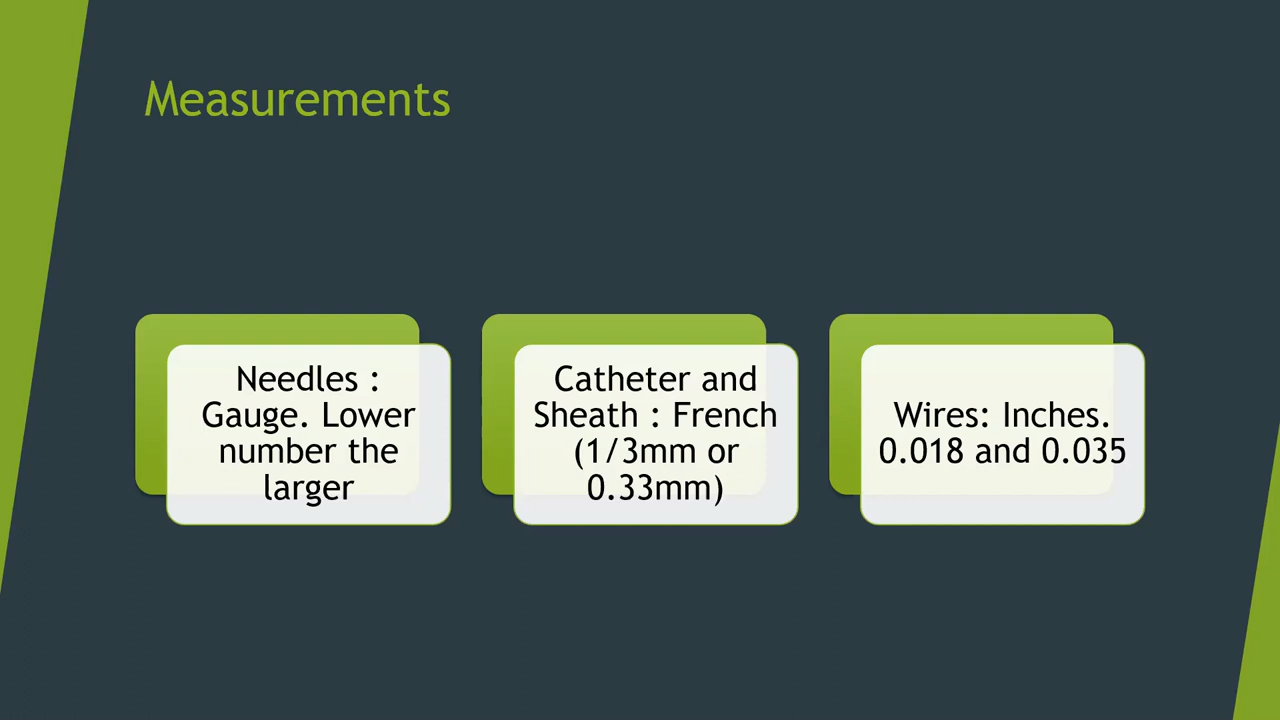 Measurements
Needles :
Gauge. Lower
number the
larger
Catheter and
Sheath : French
(1/3mm or
0.33mm)
Wires: Inches.
0.018 and 0.035